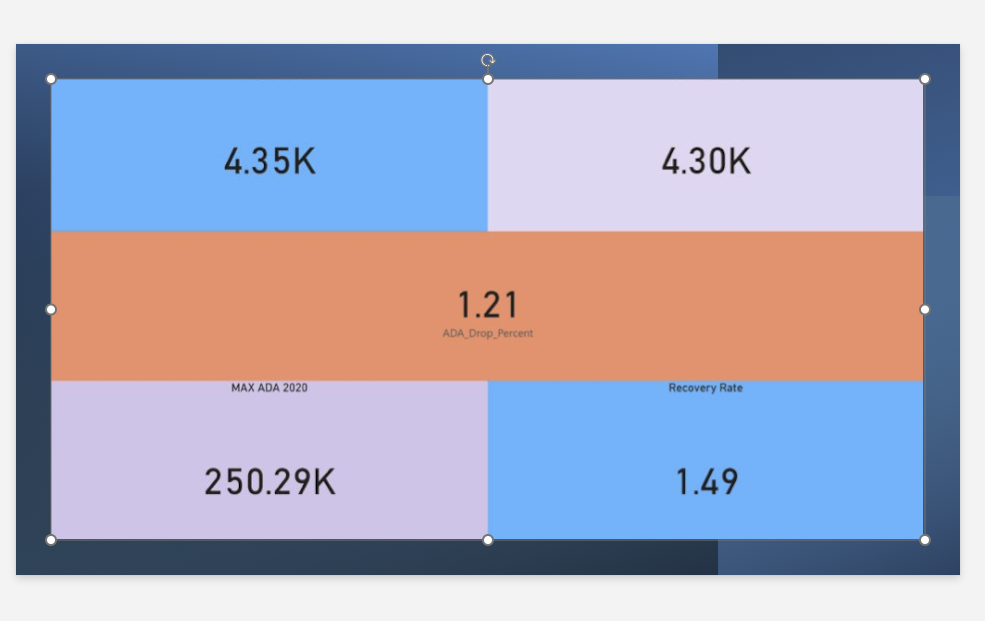 4.35K
4.30K
1.21
ADA_Drop_Percent
MAX ADA 2020
250.29K
Recovery Rate
1.49